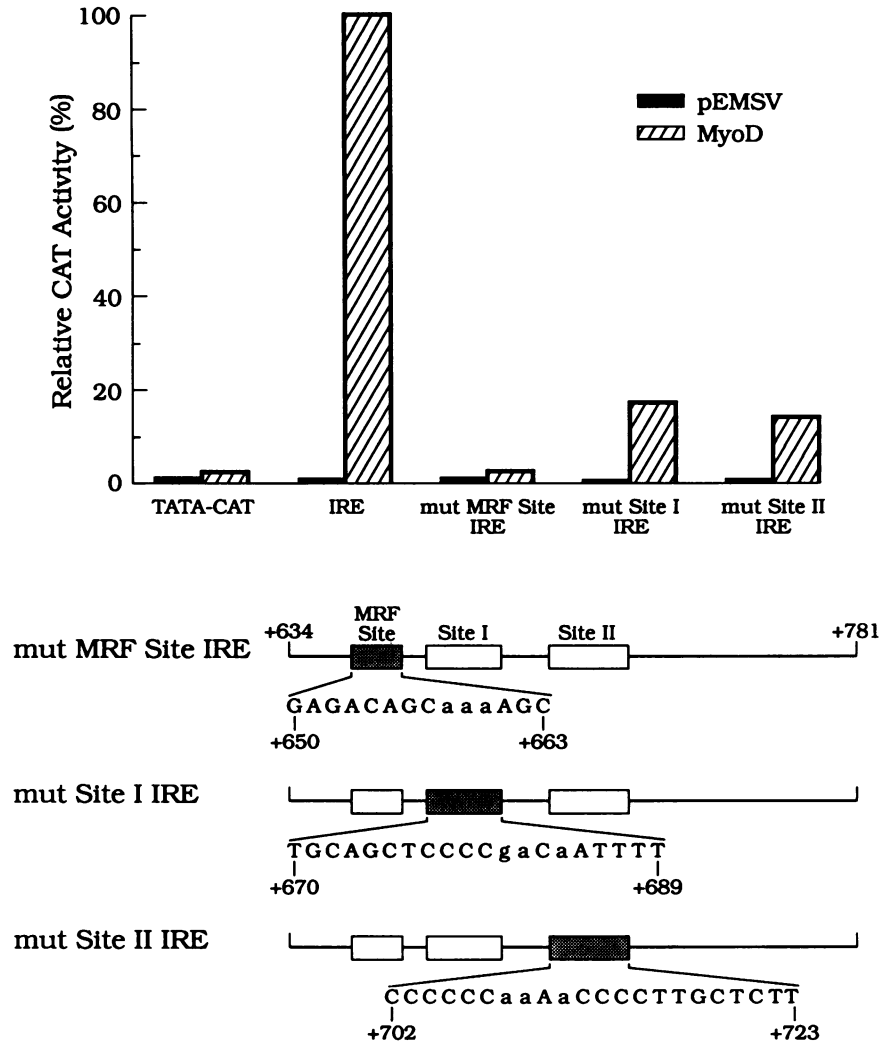 100
80
60
40
20
0
Relative CAT Activity (%)
pEMSV
MyoD
TATA-CAT
IRE
mut MRF Site
IRE
mut Site I
IRE
mut Site II
IRE
mut MRF Site IRE
+634
MRF
Site
Site I
Site II
+781
GAGACAGCaaaAGC
+650
+663
mut Site I IRE
TGCAGCTCCCCgaCaATTTT
+670
+689
mut Site II IRE
CCCCCCaaAaCCCCTTGCTCTT
+702
+723